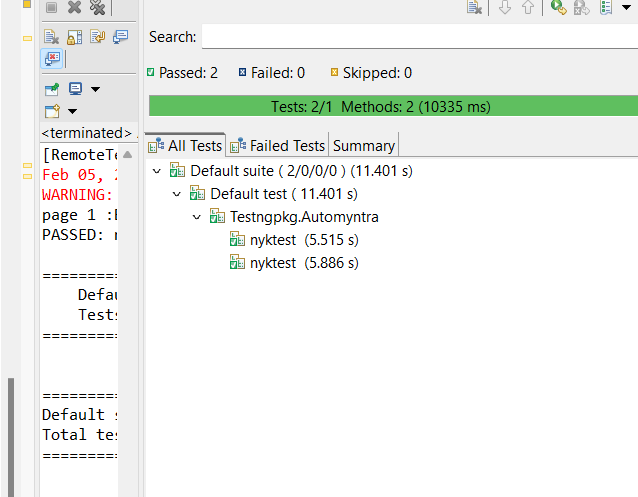 <terminated>
[RemoteTe
Feb 05, 2
WARNING:
page 1 :
PASSED: n
===========
Defau
Tests
===========
===========
Default s
Total tes
===========
Search:
Passed: 2 Failed: 0 Skipped: 0
Tests: 2/1 Methods: 2 (10335 ms)
All Tests Failed Tests Summary
Default suite ( 2/0/0/0 ) (11.401 s)
Default test ( 11.401 s)
Testngpkg.Automyntra
nyktest (5.515 s)
nyktest (5.886 s)